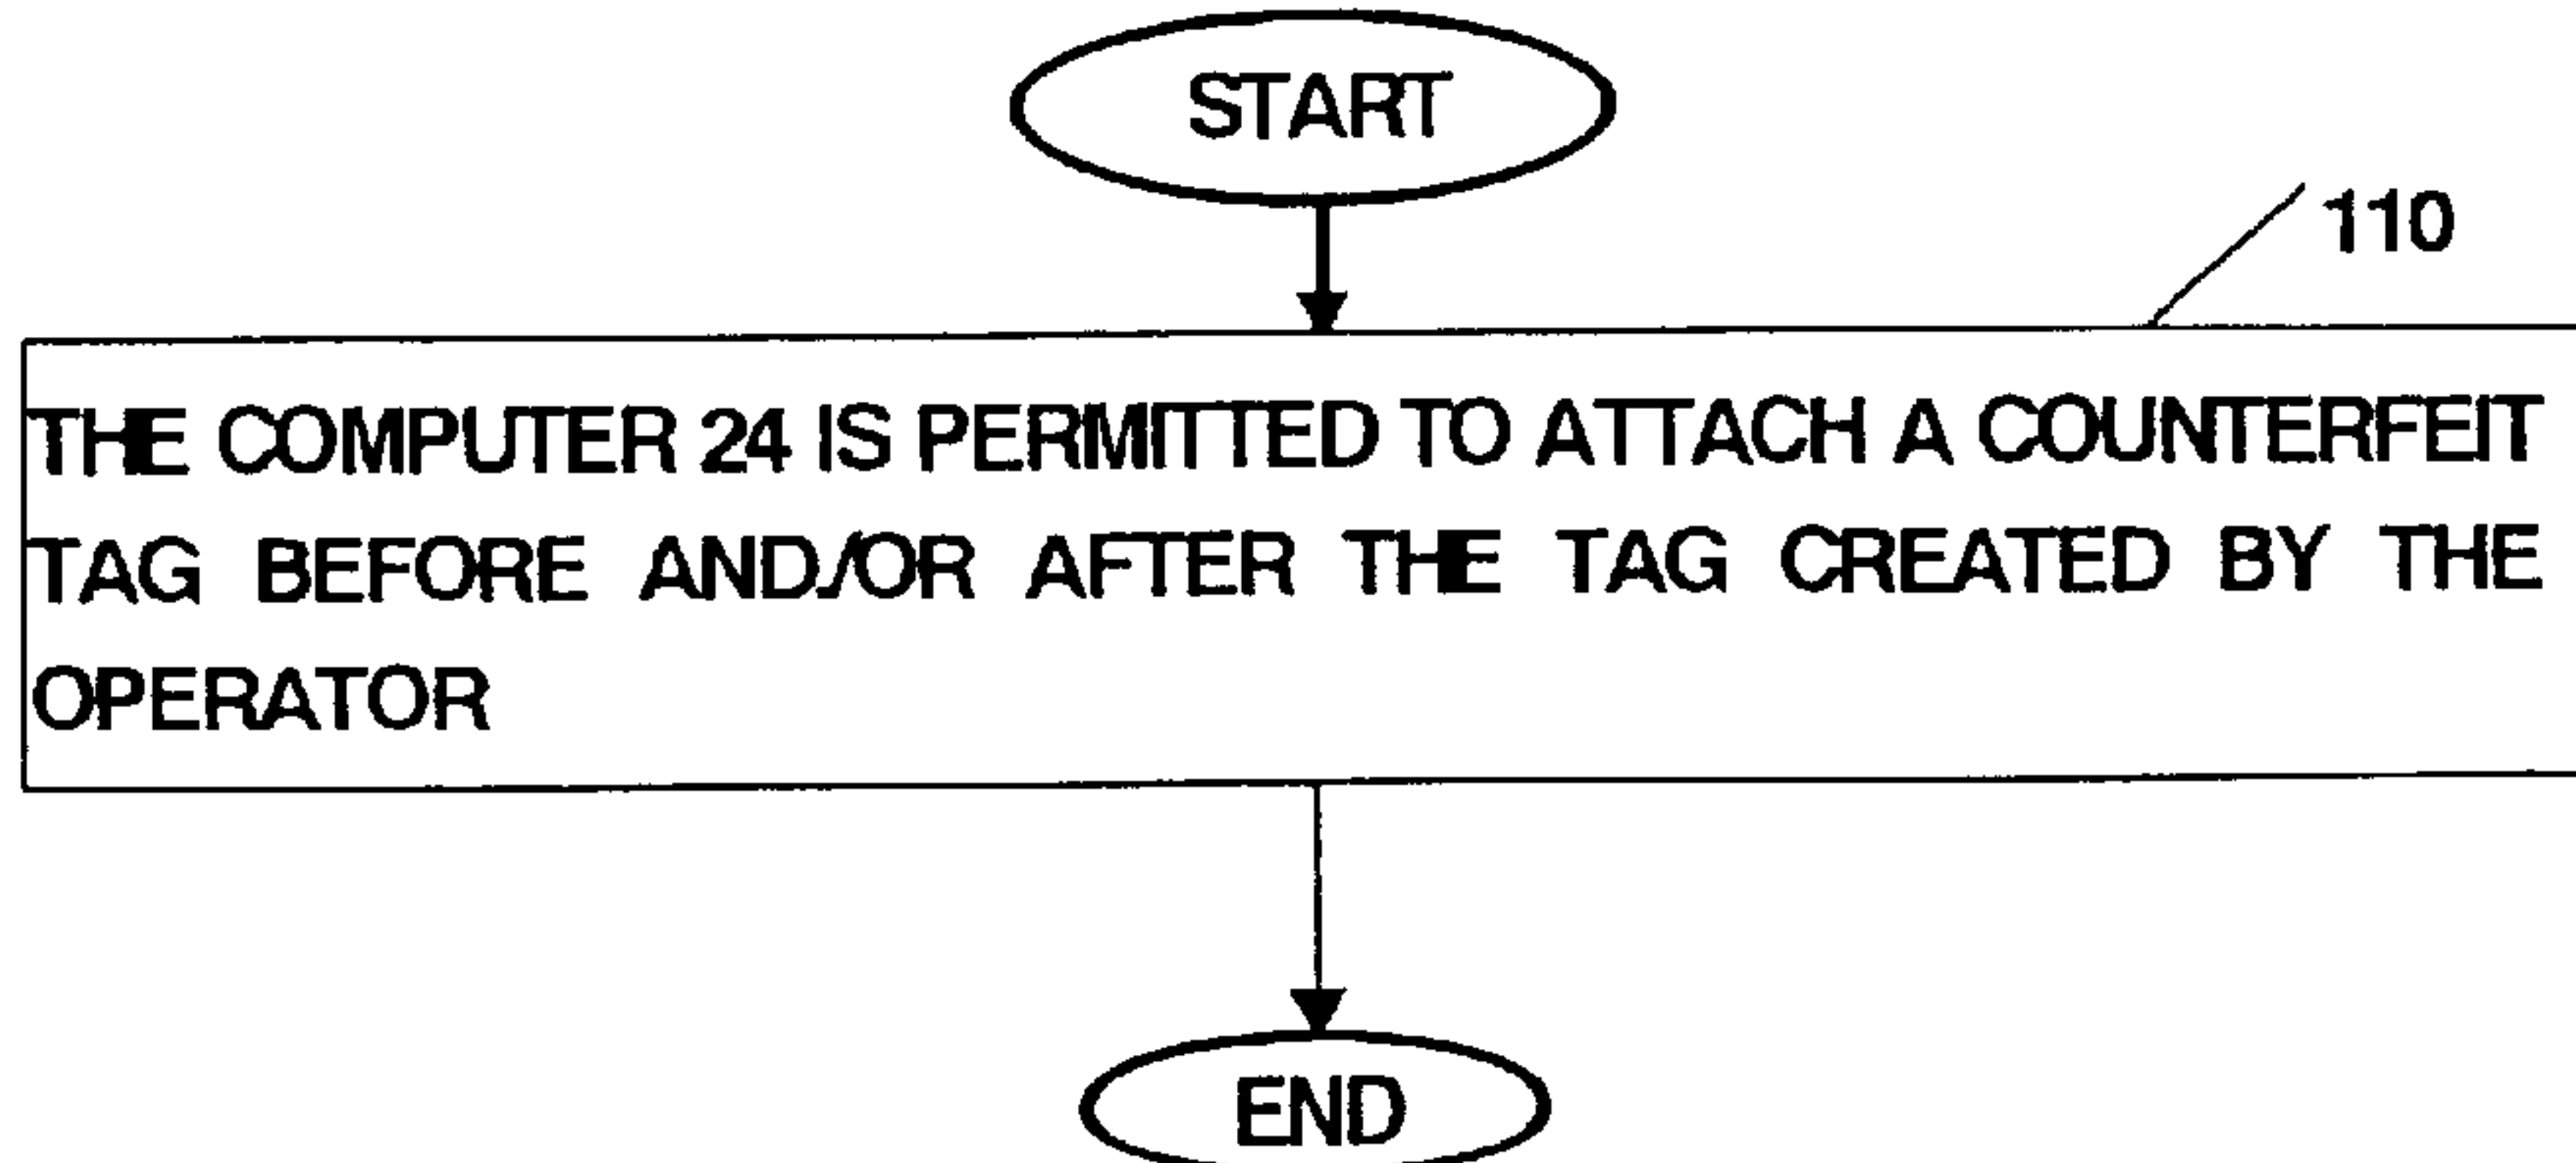 START
110
THE COMPUTER 24 IS PERMITTED TO ATTACH A COUNTERFEIT
TAG BEFORE AND/OR AFTER THE TAG CREATED BY THE
OPERATOR
END